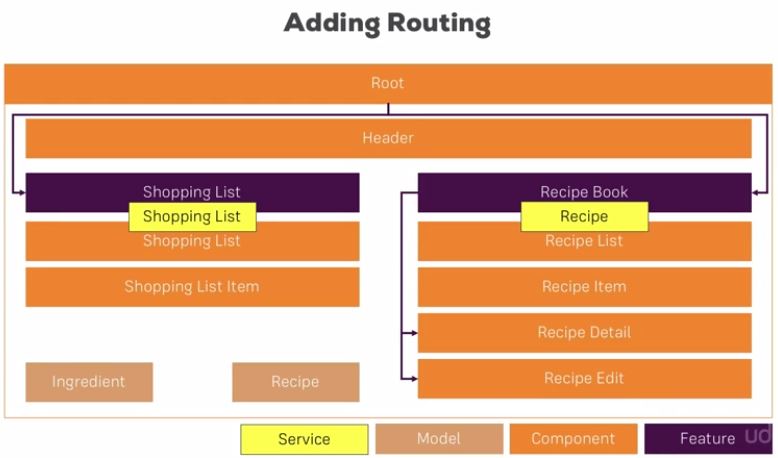 Adding Routing
Root
Header
Shopping List
Shopping List
Shopping List
Shopping List Item
Recipe Book
Recipe
Recipe List
Recipe Item
Recipe Detail
Recipe Edit
Ingredient
Recipe
Service
Model
Component
Feature
ud